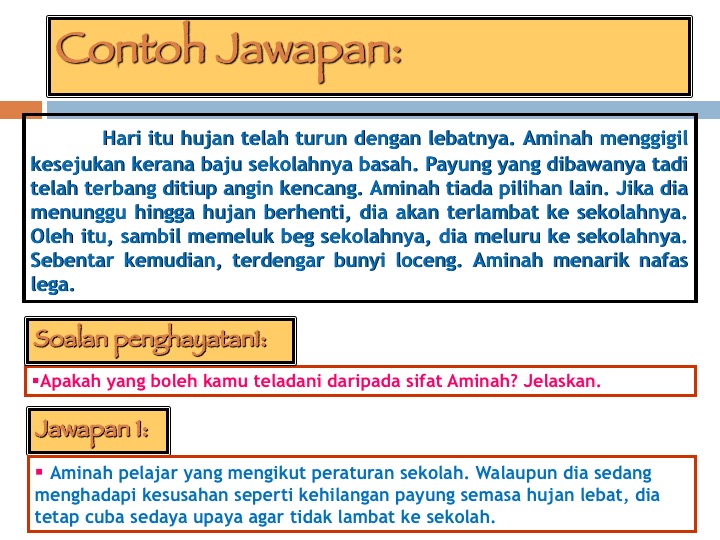 Contoh Jawapan:
Hari itu hujan telah turun dengan lebatnya. Aminah menggigil
kesejukan kerana baju sekolahnya basah. Payung yang dibawanya tadi
telah terbang ditiup angin kencang. Aminah tiada pilihan lain. Jika dia
menunggu hingga hujan berhenti, dia akan terlambat ke sekolahnya.
Oleh itu, sambil memeluk beg sekolahnya, dia meluru ke sekolahnya.
Sebentar kemudian, terdengar bunyi loceng. Aminah menarik nafas
lega.
Soalan penghayatan1:
▪Apakah yang boleh kamu teladani daripada sifat Aminah? Jelaskan.
Jawapan 1:
▪ Aminah pelajar yang mengikut peraturan sekolah. Walaupun dia sedang
menghadapi kesusahan seperti kehilangan payung semasa hujan lebat, dia
tetap cuba sedaya upaya agar tidak lambat ke sekolah.